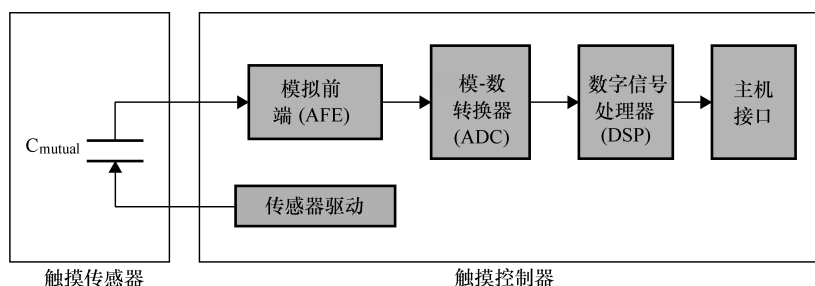 模拟前
端 (AFE)
模-数
转换器
(ADC)
数字信号
处理器
(DSP)
主机
接口
Cmutual
传感器驱动
触摸传感器
触摸控制器